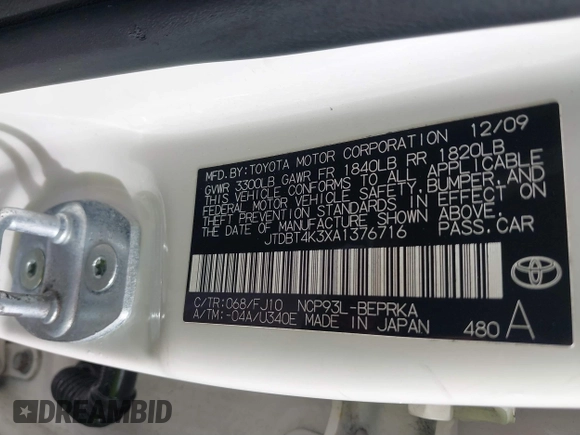 MFD. BY: TOYOTA MOTOR CORPORATION 12/09
GVWR 3300LB GAWR FR 1840LB RR 1820LB
THIS VEHICLE CONFORMS TO ALL APPLICABLE
FEDERAL MOTOR VEHICLE SAFETY, BUMPER, AND
THEFT PREVENTION STANDARDS IN EFFECT ON
THE DATE OF MANUFACTURE SHOWN ABOVE.
JTDBT4K3XA1376716 PASS. CAR
C/TR: 068/FJ10 NCP93L-BEPRKA
A/TM: -04A/U340E MADE IN JAPAN 480 A
TOYOTA
DREAMBID